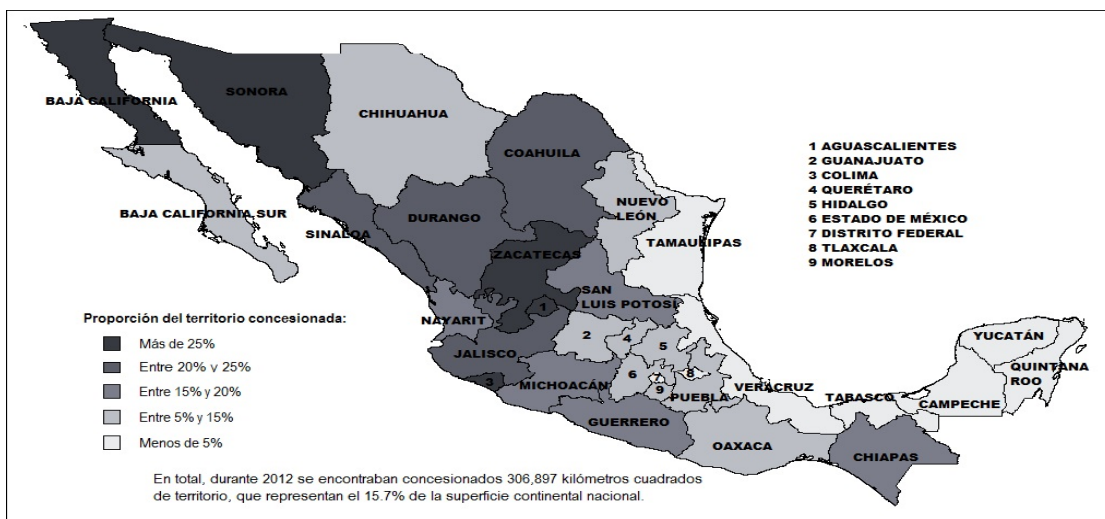 BAJA CALIFORNIA
SONORA
CHIHUAHUA
COAHUILA
BAJA CALIFORNIA SUR
SINALOA
DURANGO
NUEVO
LEÓN
TAMAULIPAS
ZACATECAS
SAN
LUIS POTOSÍ
NAYARIT
1
JALISCO
2
4
5
3
MICHOACÁN
6
7
8
9
PUEBLA
VERACRUZ
GUERRERO
OAXACA
TABASCO
CHIAPAS
CAMPECHE
YUCATÁN
QUINTANA
ROO
1 AGUASCALIENTES
2 GUANAJUATO
3 COLIMA
4 QUERÉTARO
5 HIDALGO
6 ESTADO DE MÉXICO
7 DISTRITO FEDERAL
8 TLAXCALA
9 MORELOS
Proporción del territorio concesionada:
Más de 25%
Entre 20% y 25%
Entre 15% y 20%
Entre 5% y 15%
Menos de 5%
En total, durante 2012 se encontraban concesionados 306,897 kilómetros cuadrados
de territorio, que representan el 15.7% de la superficie continental nacional.